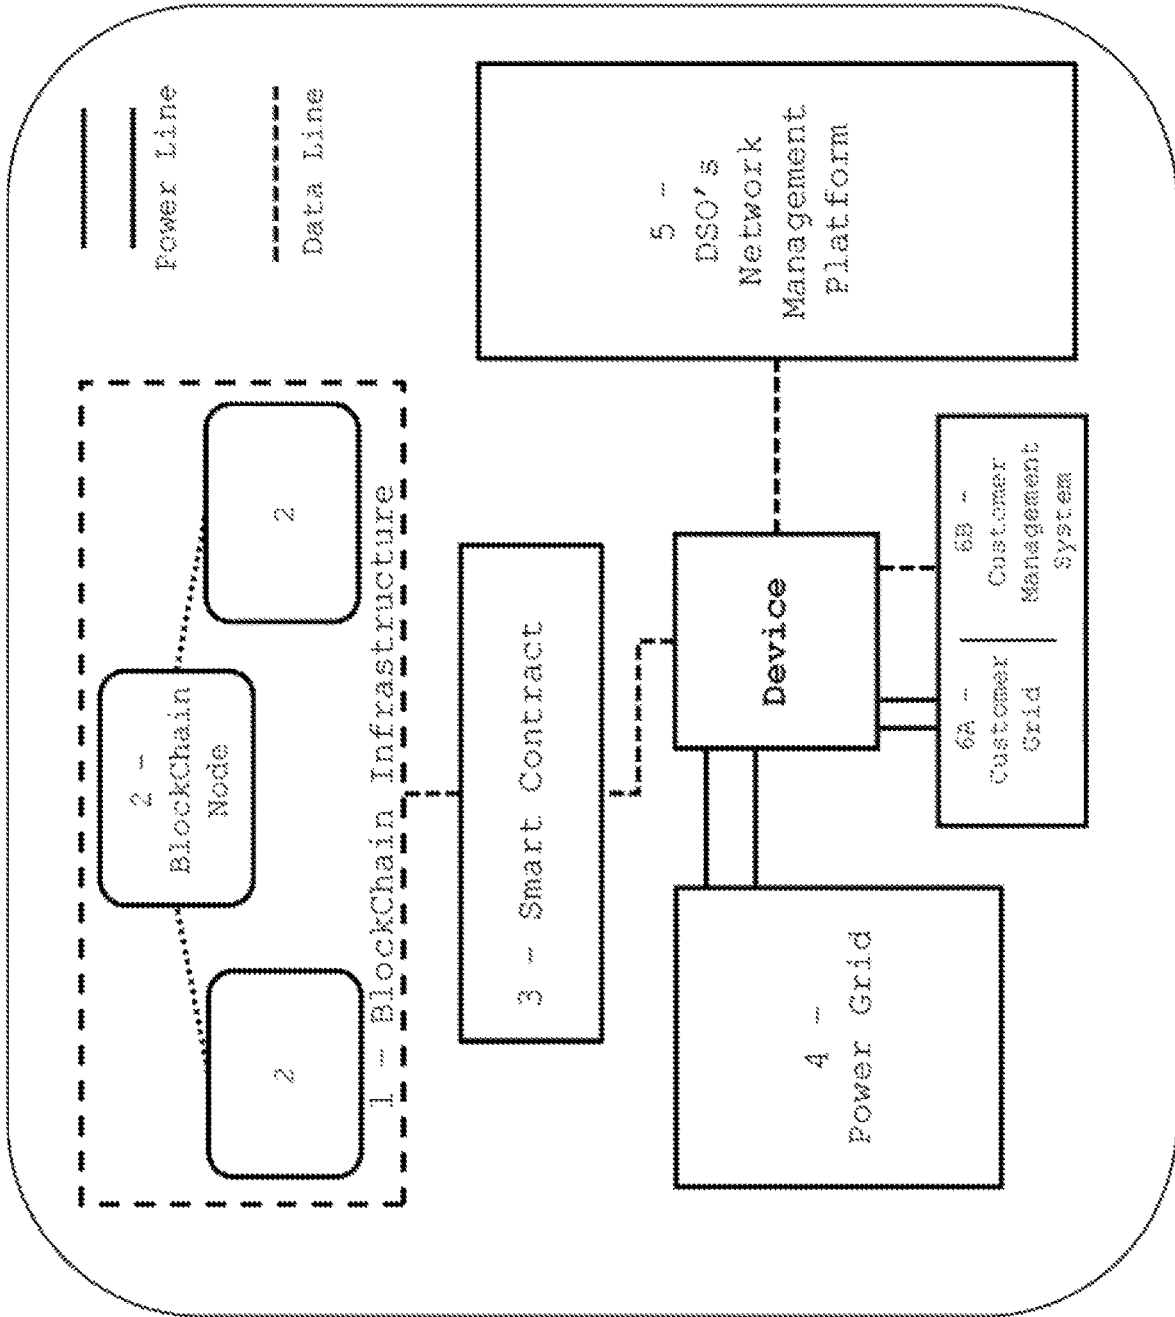 2 -
BlockChain
Node
2
2
1 - BlockChain Infrastructure
Power Line
Data Line
3 - Smart Contract
4 -
Power Grid
Device
5 -
DSO's
Network
Management
Platform
6A -
Customer
Grid
6B -
Customer
Management
System